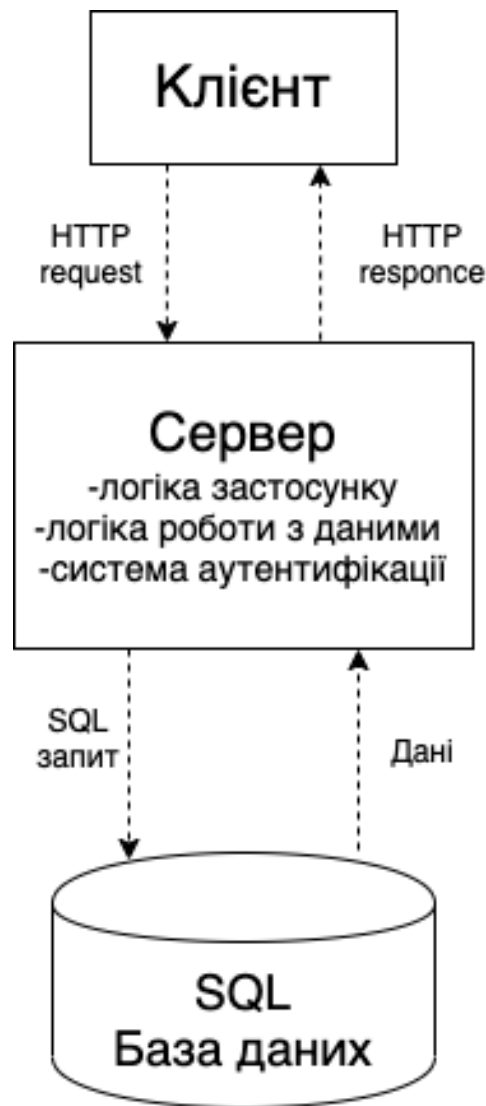 Клієнт
HTTP
request
HTTP
responce
Сервер
-логіка застосунку
-логіка роботи з даними
-система аутентифікації
SQL
запит
Дані
SQL
База даних